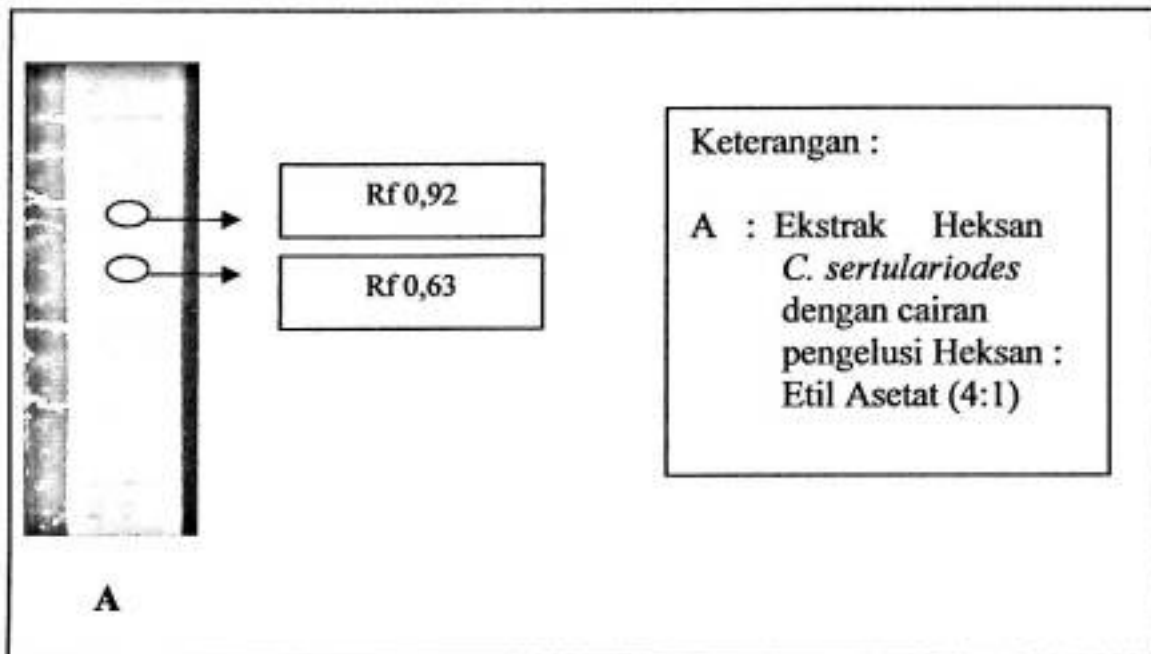 Rf 0,92
Rf 0,63
Keterangan :
A : Ekstrak Heksan
C. sertulariodes
dengan cairan
pengelusi Heksan :
Etil Asetat (4:1)
A